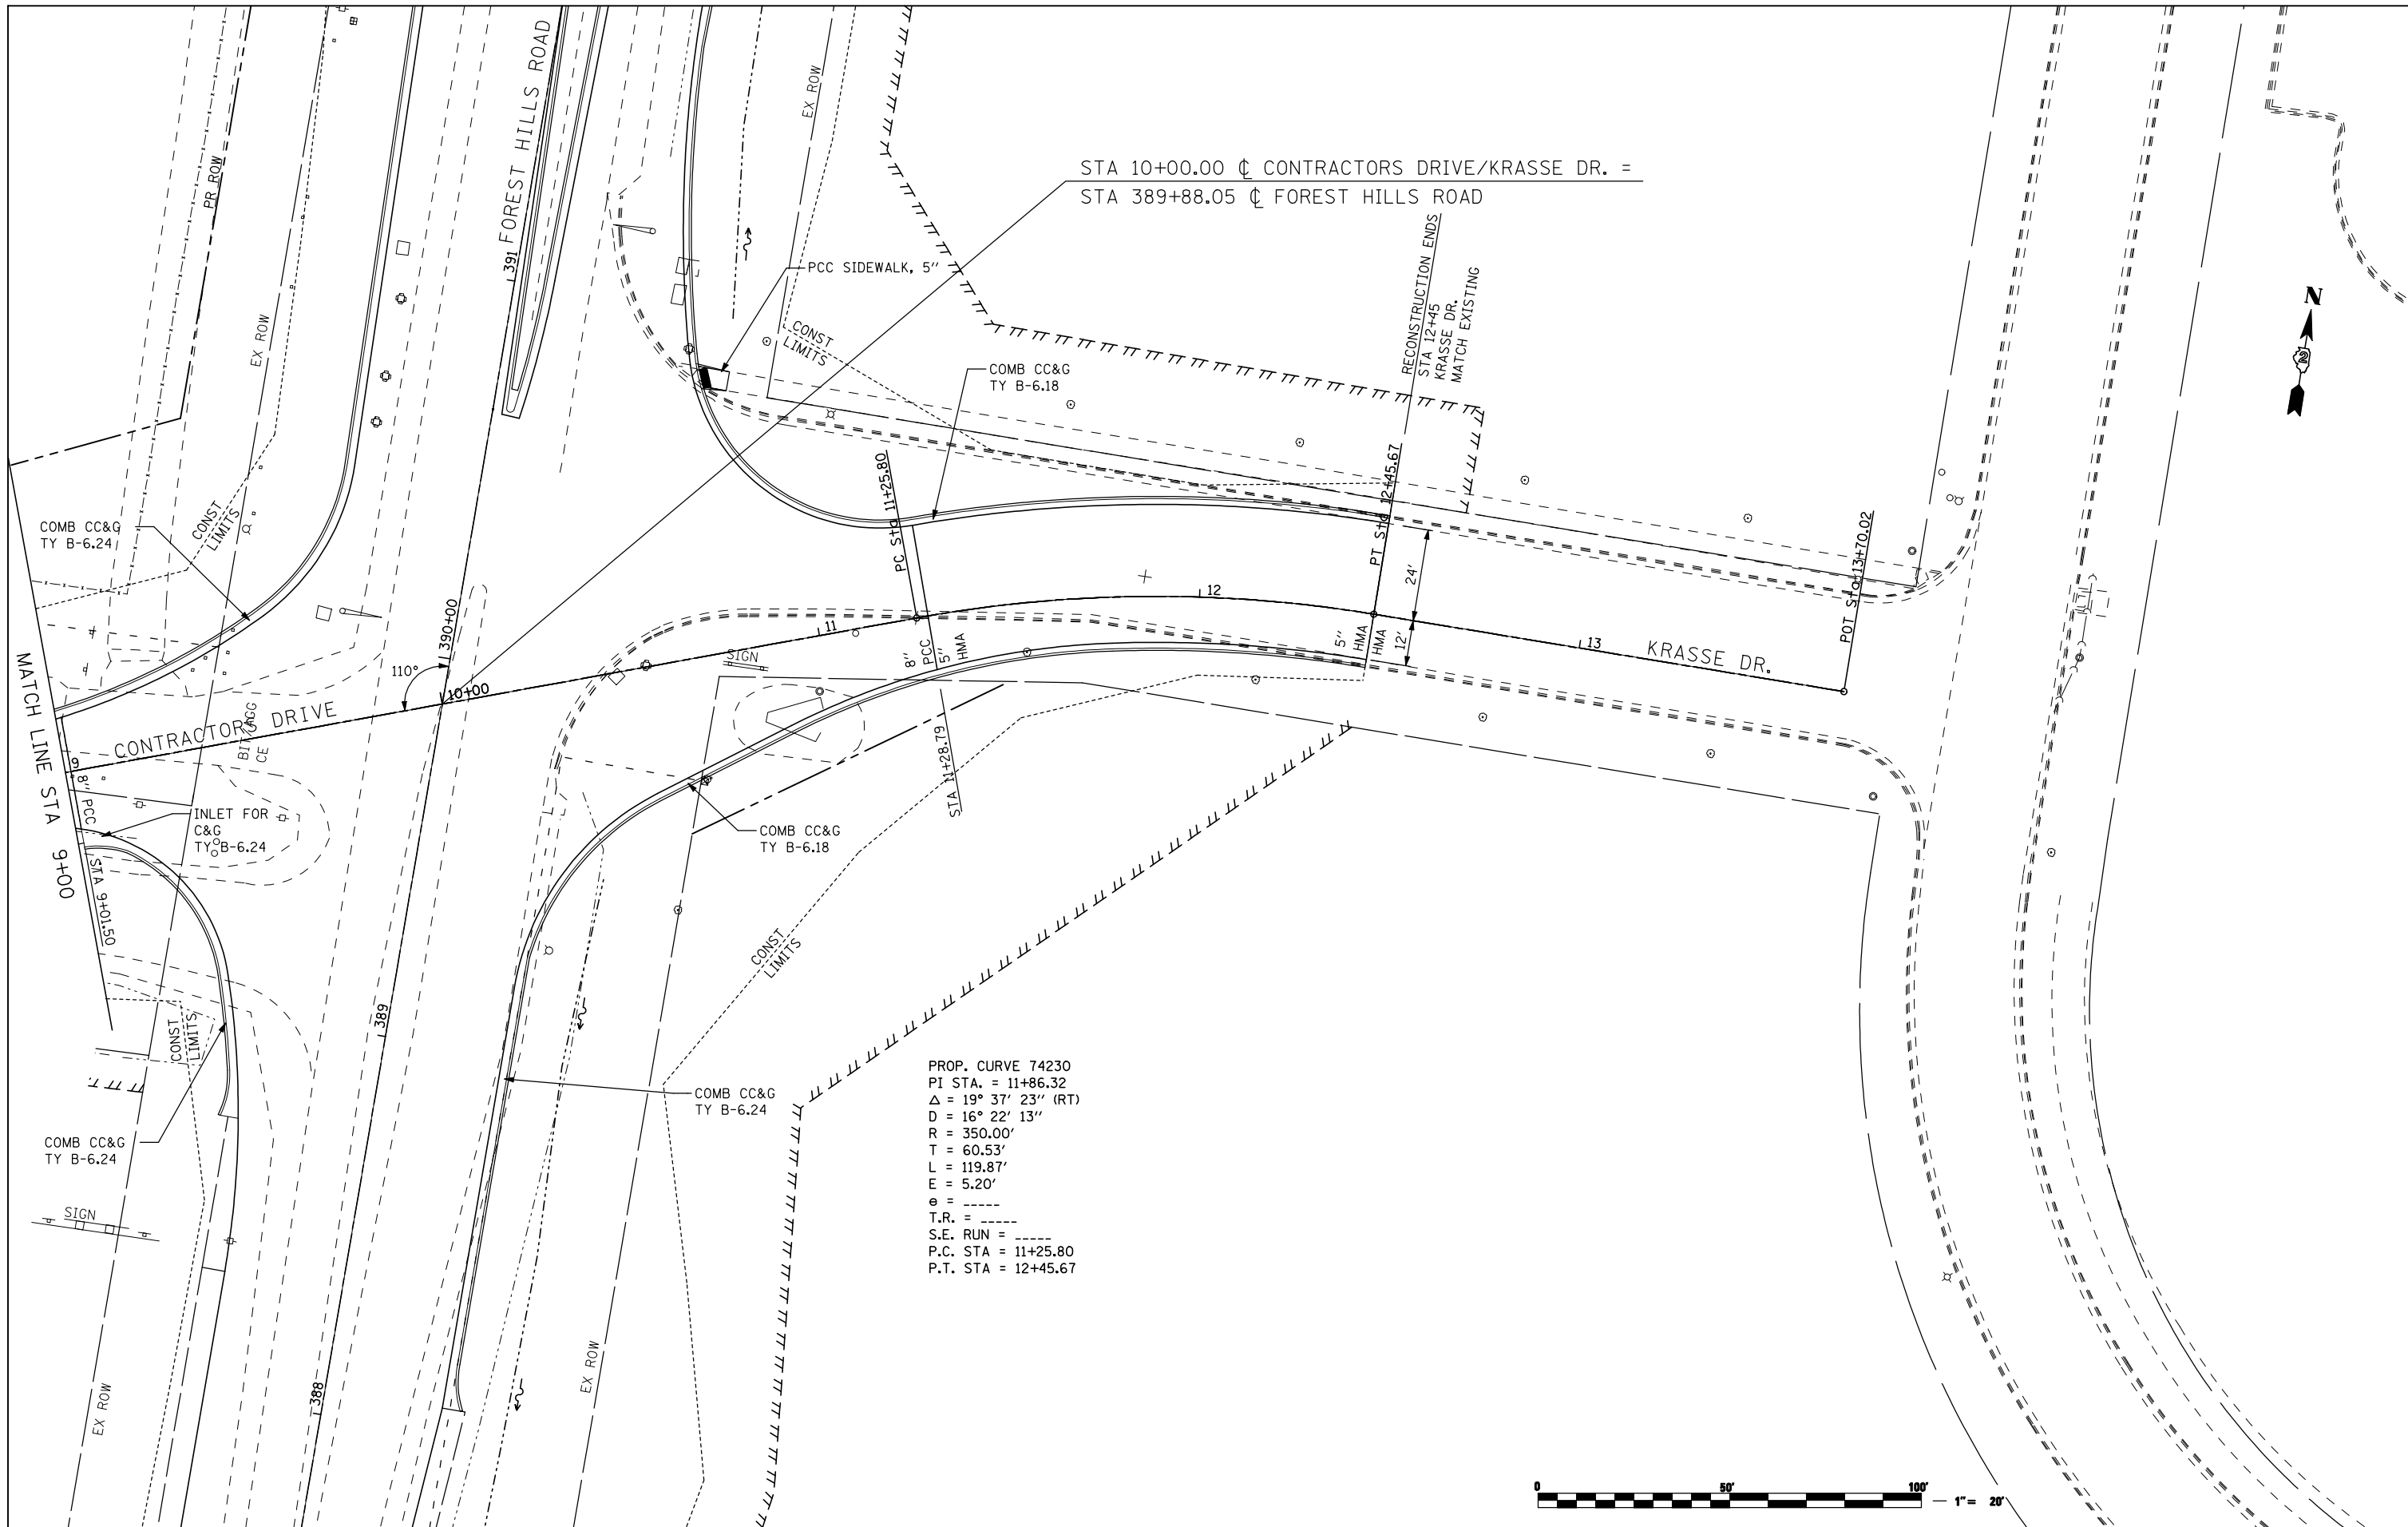 STA 10+00.00 ℄ CONTRACTORS DRIVE/KRASSE DR. =
STA 389+88.05 ℄ FOREST HILLS ROAD
FOREST HILLS ROAD
391
EX ROW
PR ROW
EX ROW
PCC SIDEWALK, 5"
CONST
LIMITS
COMB CC&G
TY B-6.18
RECONSTRUCTION ENDS
STA 12+45
KRASSE DR.
MATCH EXISTING
N
2
COMB CC&G
TY B-6.24
CONST
LIMITS
PC Sta 11+25.80
PT Sta 12+45.67
POT Sta 13+70.02
390+00
110°
10+00
11
12
13
24'
12'
8"
PCC
5"
HMA
5"
HMA
HMA
KRASSE DR.
SIGN
MATCH LINE STA 9+00
CONTRACTORS DRIVE
BIT/AGG
CE
9
8" PCC
INLET FOR
C&G
TY B-6.24
STA 9+01.50
STA 11+28.79
COMB CC&G
TY B-6.18
CONST
LIMITS
389
CONST
LIMITS
COMB CC&G
TY B-6.24
COMB CC&G
TY B-6.24
SIGN
PROP. CURVE 74230
PI STA. = 11+86.32
Δ = 19° 37' 23" (RT)
D = 16° 22' 13"
R = 350.00'
T = 60.53'
L = 119.87'
E = 5.20'
e = _____
T.R. = _____
S.E. RUN = _____
P.C. STA = 11+25.80
P.T. STA = 12+45.67
388
EX ROW
EX ROW
0 50' 100'
1" = 20'